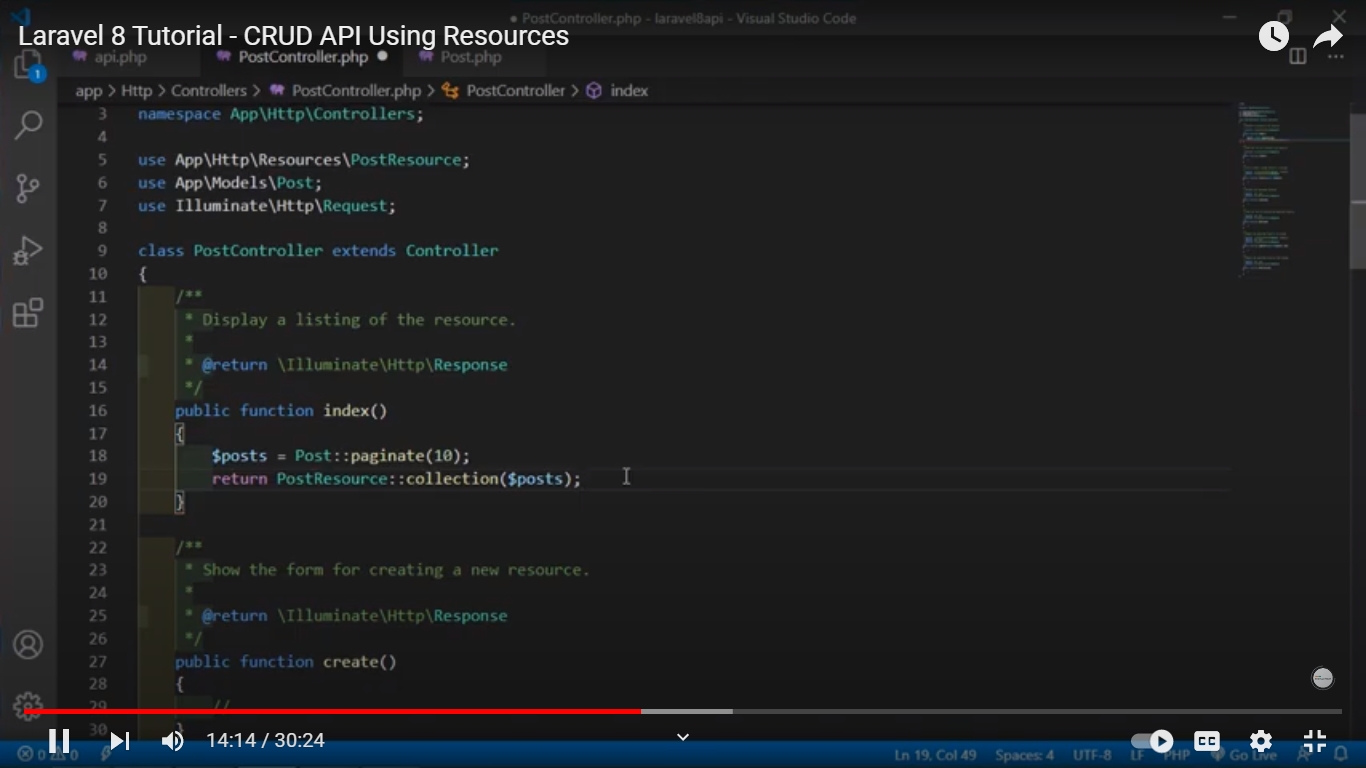 PostController.php - laravel8api - Visual Studio Code
Laravel 8 Tutorial - CRUD API Using Resources
api.php PostController.php Post.php
1
app > Http > Controllers > PostController.php > PostController > index
3 namespace App\Http\Controllers;
4
5 use App\Http\Resources\PostResource;
6 use App\Models\Post;
7 use Illuminate\Http\Request;
8
9 class PostController extends Controller
10 {
11 /**
12 * Display a listing of the resource.
13 *
14 * @return \Illuminate\Http\Response
15 */
16 public function index()
17 {
18 $posts = Post::paginate(10);
19 return PostResource::collection($posts);
20 }
21
22 /**
23 * Show the form for creating a new resource.
24 *
25 * @return \Illuminate\Http\Response
26 */
27 public function create()
28 {
29 //
30 }
14:14 / 30:24
CC
0 0 Ln 19, Col 49 Spaces: 4 UTF-8 LF PHP Go Live